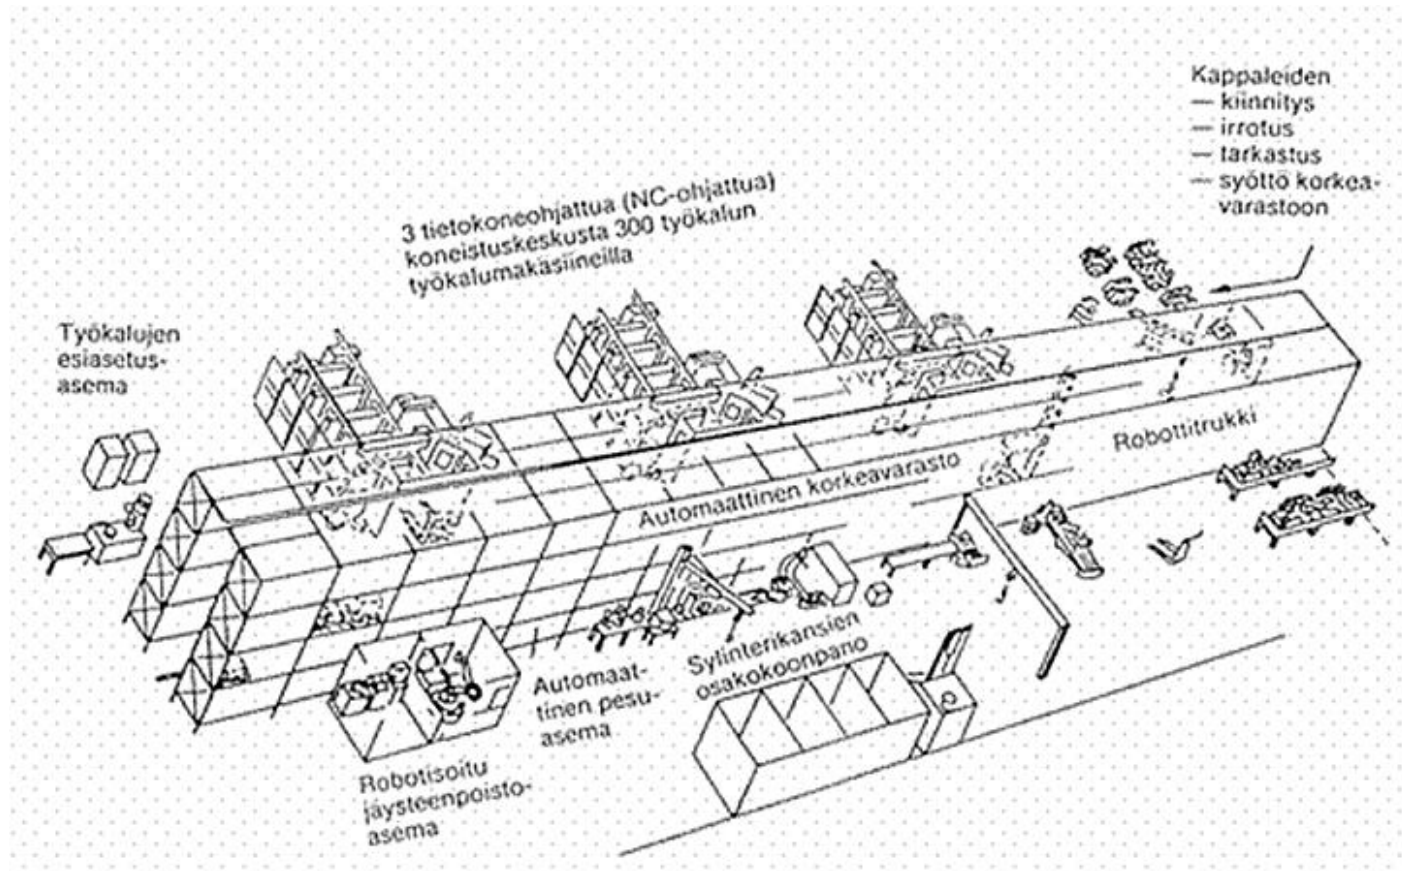 Kappaleiden
— kiinnitys
— irrotus
— tarkastus
— syöttö korkea-
varastoon
3 tietokoneohjattua (NC-ohjattua)
koneistuskeskusta 300 työkalun
työkalumakasiineilla
Työkalujen
esiasetus-
asema
Robottitrukki
Automaattinen korkeavarasto
Sylinterikansien
osakokoonpano
Automaat-
tinen pesu-
asema
Robotisoitu
jäysteenpoisto-
asema